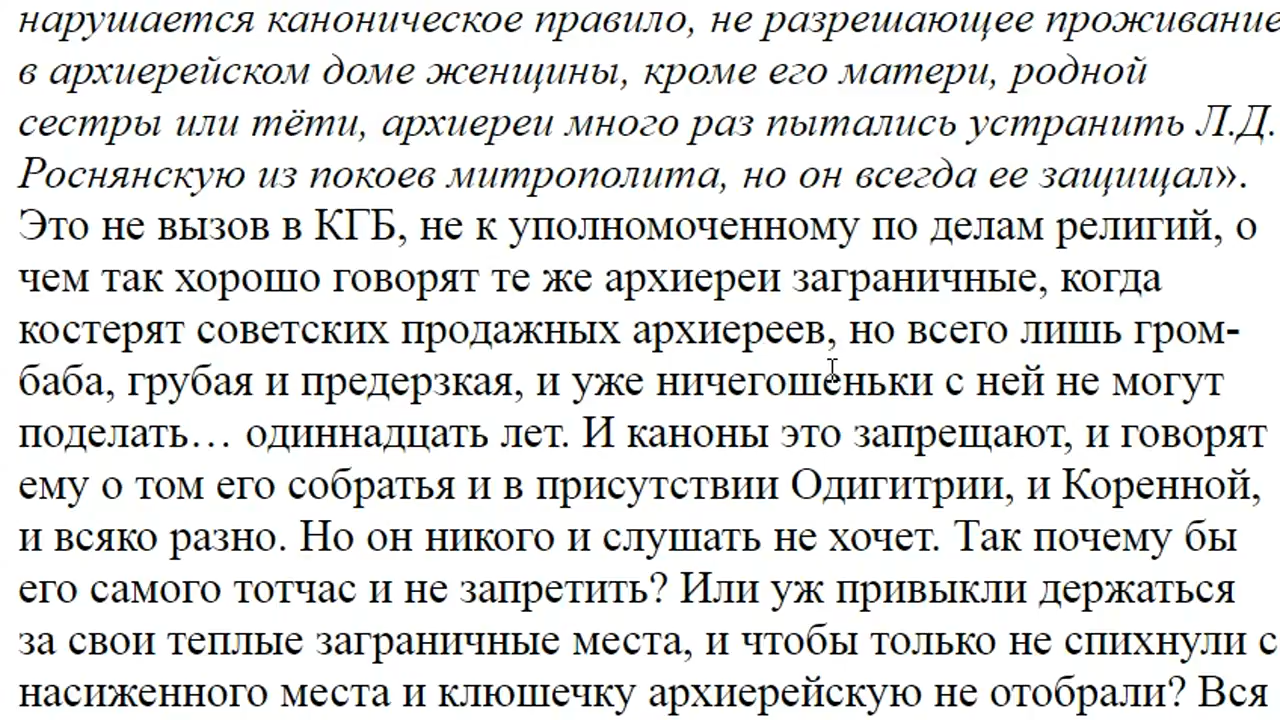 нарушается каноническое правило, не разрешающее проживание
в архиерейском доме женщины, кроме его матери, родной
сестры или тёти, архиереи много раз пытались устранить Л.Д.
Роснянскую из покоев митрополита, но он всегда ее защищал».
Это не вызов в КГБ, не к уполномоченному по делам религий, о
чем так хорошо говорят те же архиереи заграничные, когда
костерят советских продажных архиереев, но всего лишь гром-
баба, грубая и предерзкая, и уже ничегошеньки с ней не могут
поделать… одиннадцать лет. И каноны это запрещают, и говорят
ему о том его собратья и в присутствии Одигитрии, и Коренной,
и всяко разно. Но он никого и слушать не хочет. Так почему бы
его самого тотчас и не запретить? Или уж привыкли держаться
за свои теплые заграничные места, и чтобы только не спихнули с
насиженного места и клюшечку архиерейскую не отобрали? Вся